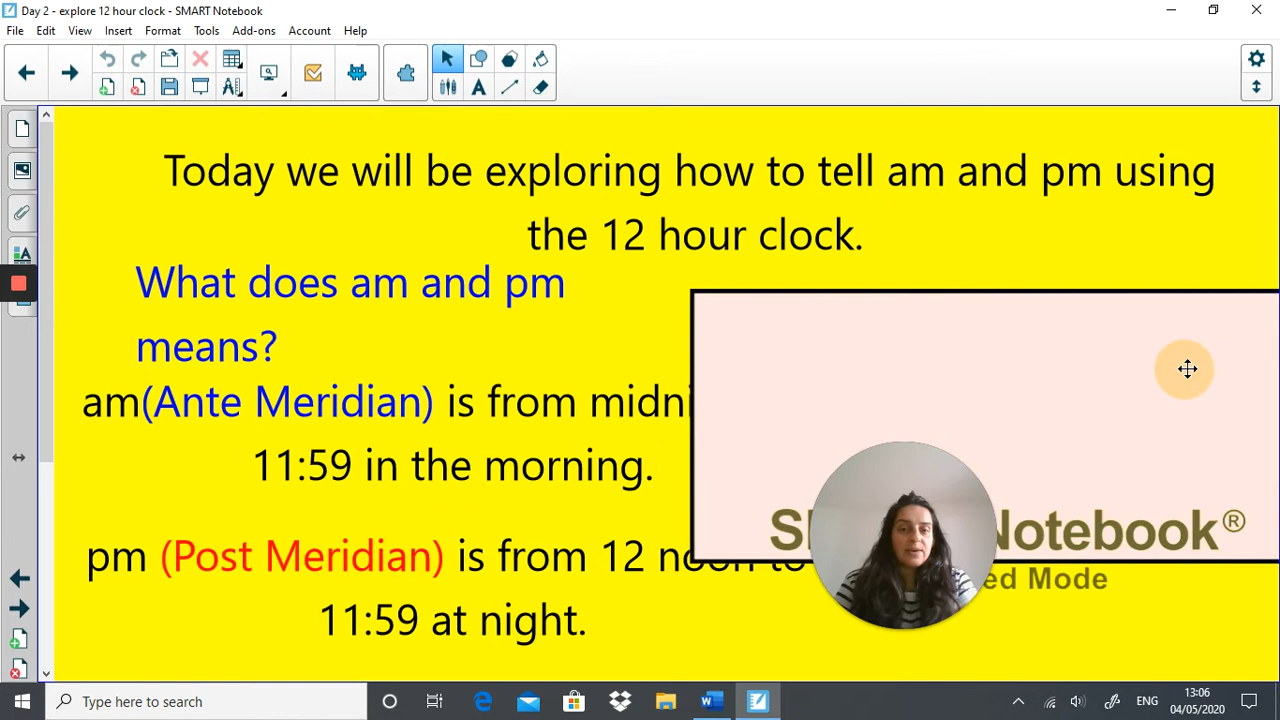 Day 2 - explore 12 hour clock - SMART Notebook
File Edit View Insert Format Tools Add-ons Account Help
Today we will be exploring how to tell am and pm using
the 12 hour clock.
What does am and pm
means?
am(Ante Meridian) is from midni
11:59 in the morning.
pm (Post Meridian) is from 12 noon to
11:59 at night.
Notebook®
ed Mode
Type here to search
ENG
13:06
04/05/2020